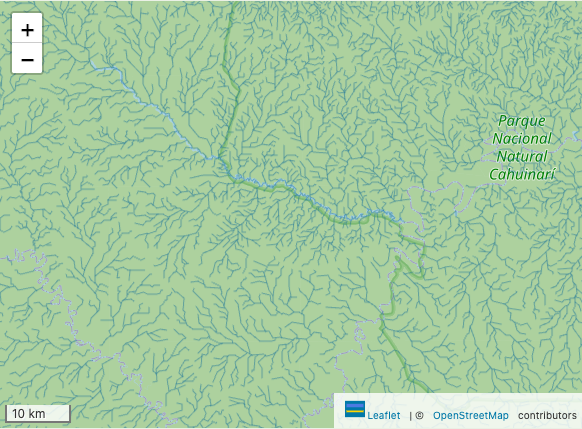 +
−
Parque
Nacional
Natural
Cahuinarí
10 km
Leaflet | © OpenStreetMap contributors